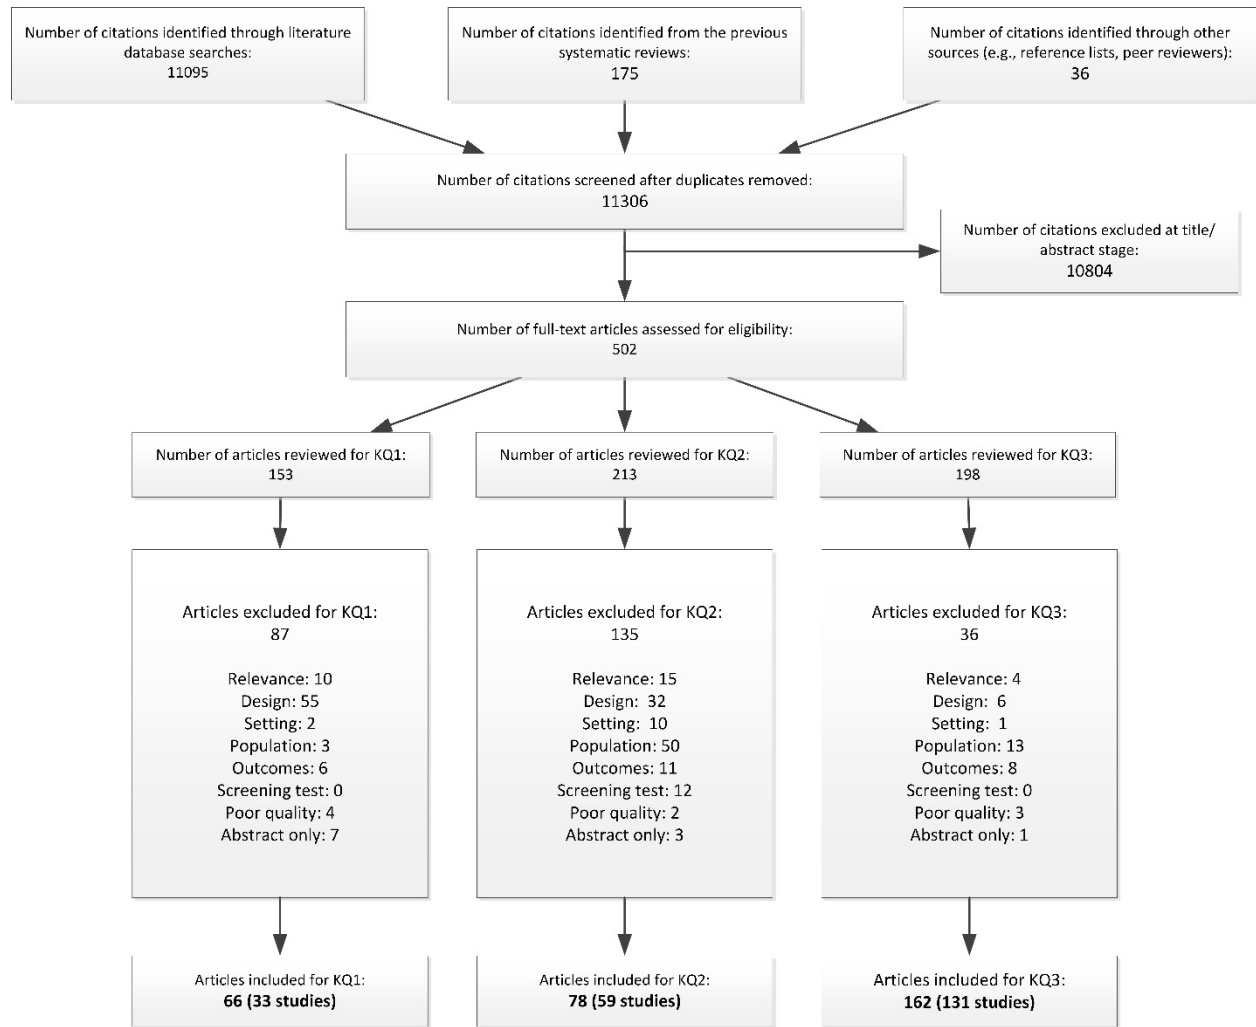 Number of citations identified through literature
database searches:
11095
Number of citations identified from the previous
systematic reviews:
175
Number of citations identified through other
sources (e.g., reference lists, peer reviewers):
36
Number of citations screened after duplicates removed:
11306
Number of citations excluded at title/
abstract stage:
10804
Number of full-text articles assessed for eligibility:
502
Number of articles reviewed for KQ1:
153
Number of articles reviewed for KQ2:
213
Number of articles reviewed for KQ3:
198
Articles excluded for KQ1:
87
Relevance: 10
Design: 55
Setting: 2
Population: 3
Outcomes: 6
Screening test: 0
Poor quality: 4
Abstract only: 7
Articles excluded for KQ2:
135
Relevance: 15
Design: 32
Setting: 10
Population: 50
Outcomes: 11
Screening test: 12
Poor quality: 2
Abstract only: 3
Articles excluded for KQ3:
36
Relevance: 4
Design: 6
Setting: 1
Population: 13
Outcomes: 8
Screening test: 0
Poor quality: 3
Abstract only: 1
Articles included for KQ1:
66 (33 studies)
Articles included for KQ2:
78 (59 studies)
Articles included for KQ3:
162 (131 studies)